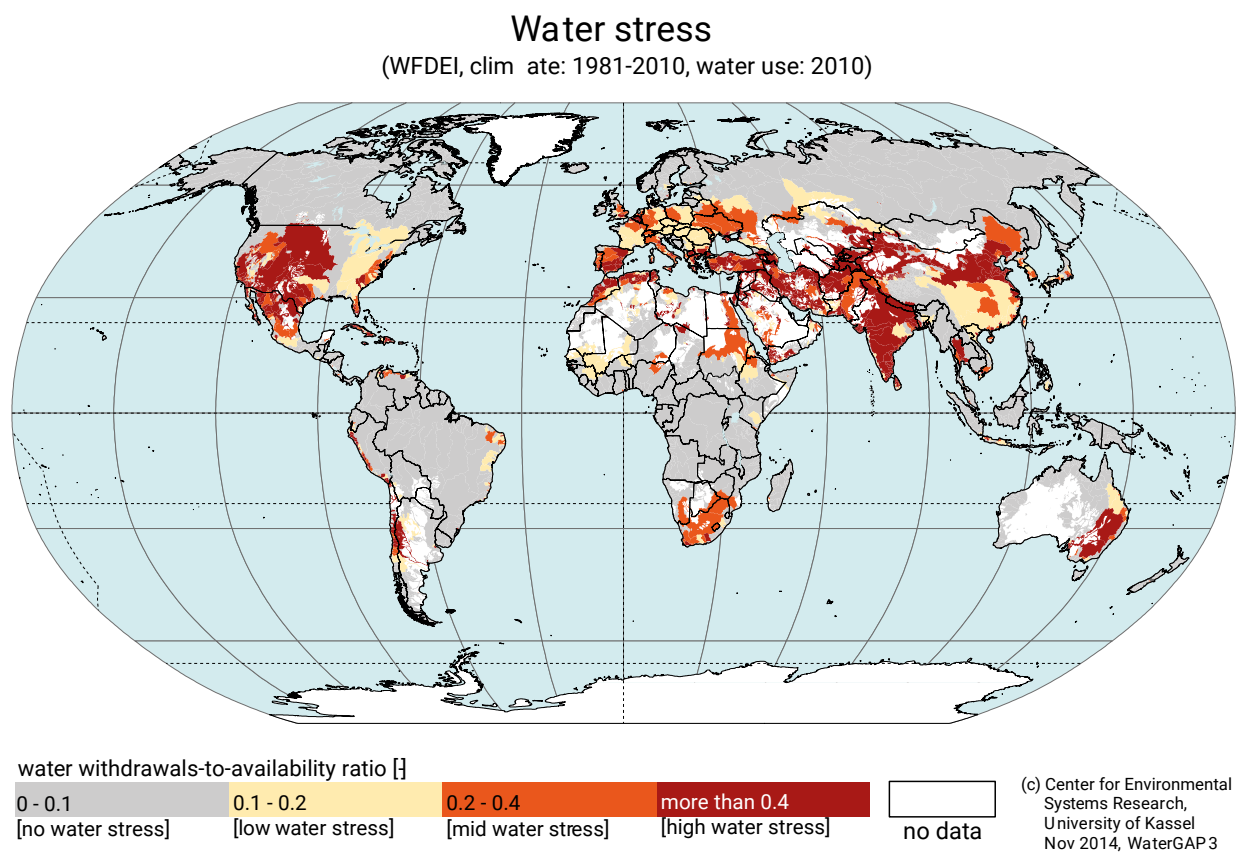 Water stress
(WFDEI, clim ate: 1981-2010, water use: 2010)
water withdrawals-to-availability ratio [-]
0 - 0.1
0.1 - 0.2
0.2 - 0.4
more than 0.4
[no water stress]
[low water stress]
[mid water stress]
[high water stress]
no data
(c) Center for Environmental
Systems Research,
University of Kassel
Nov 2014, WaterGAP3